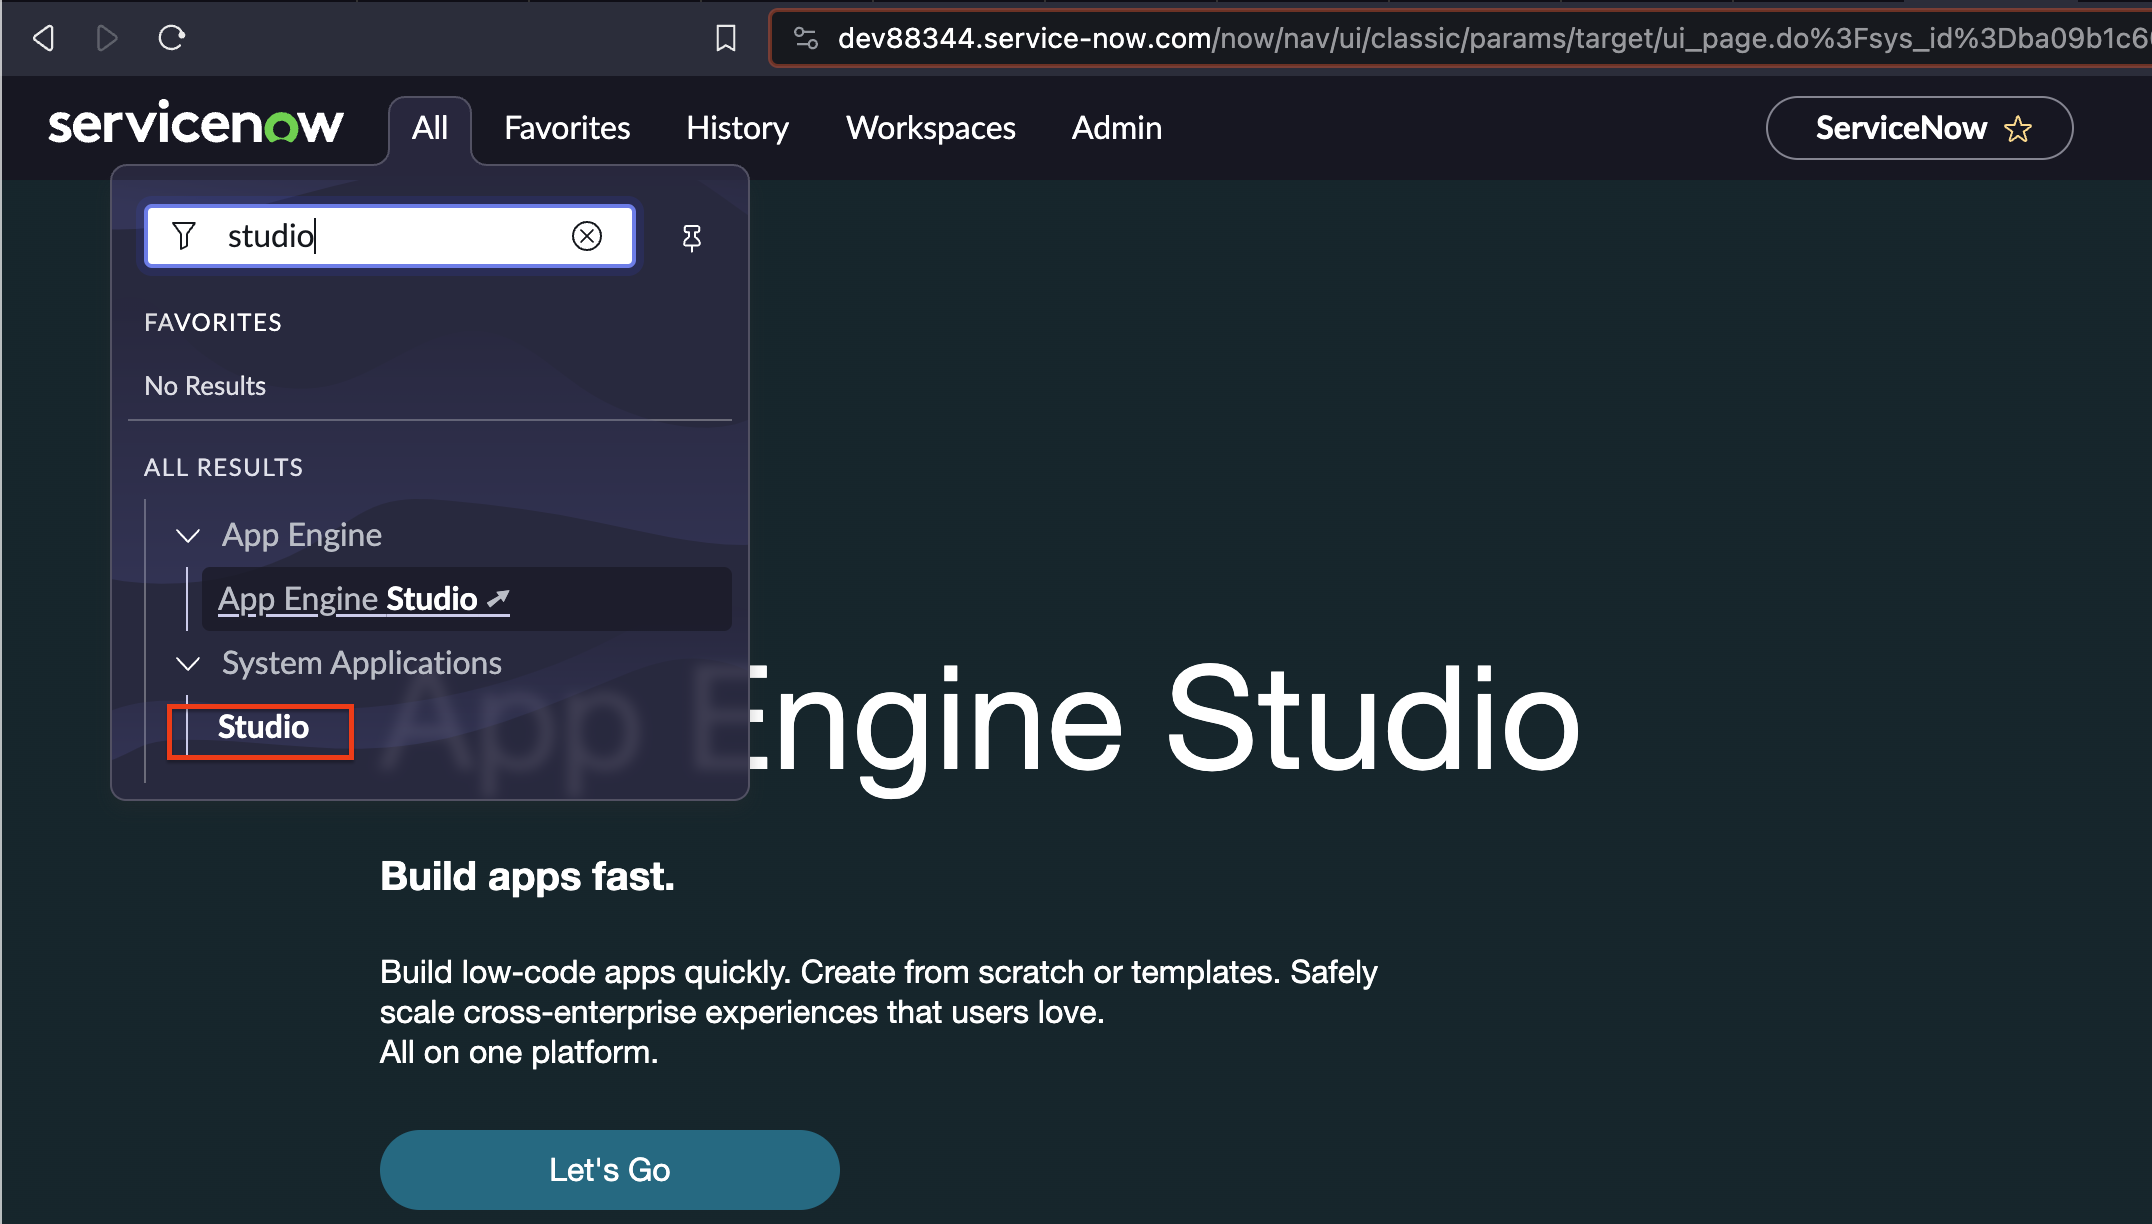 dev88344.service-now.com/now/nav/ui/classic/params/target/ui_page.do%3Fsys_id%3Dba09b1c6
servicenow All Favorites History Workspaces Admin ServiceNow
studio
FAVORITES
No Results
ALL RESULTS
App Engine
App Engine Studio
System Applications
Studio
App Engine Studio
Build apps fast.
Build low-code apps quickly. Create from scratch or templates. Safely
scale cross-enterprise experiences that users love.
All on one platform.
Let's Go